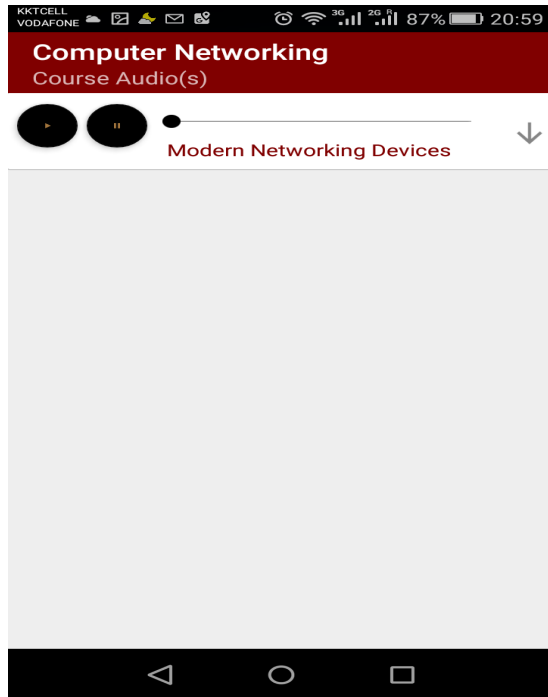 KKTCELL
VODAFONE 3G 2G R 87% 20:59
Computer Networking
Course Audio(s)
Modern Networking Devices